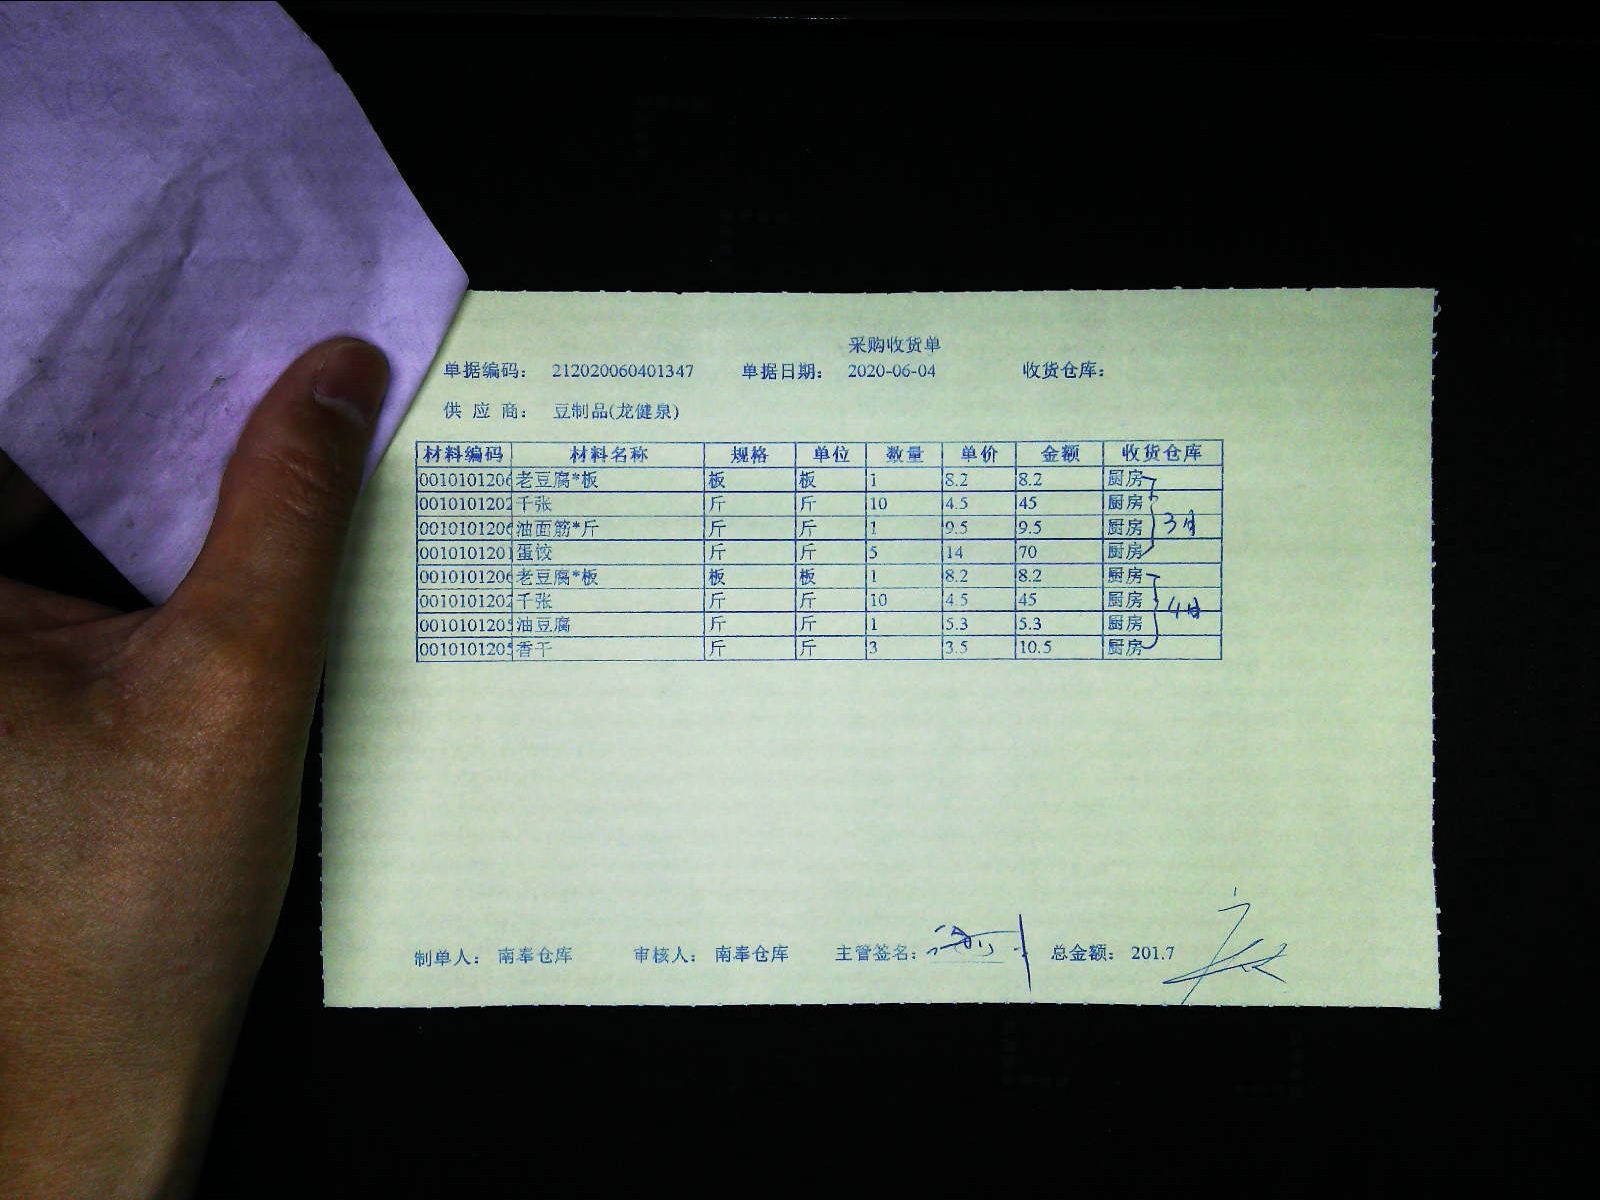 采购收货单
单据编码： 212020060401347 单据日期： 2020-06-04 收货仓库：
供 应 商： 豆制品(龙健泉)
材料编码 材料名称 规格 单位 数量 单价 金额 收货仓库
0010101206 老豆腐*板 板 板 1 8.2 8.2 厨房
0010101202 千张 斤 斤 10 4.5 45 厨房
0010101206 油面筋*斤 斤 斤 1 9.5 9.5 厨房 3日
0010101201 蛋饺 斤 斤 5 14 70 厨房
0010101206 老豆腐*板 板 板 1 8.2 8.2 厨房
0010101202 千张 斤 斤 10 4.5 45 厨房 4日
0010101205 油豆腐 斤 斤 1 5.3 5.3 厨房
0010101205 香干 斤 斤 3 3.5 10.5 厨房
制单人： 南奉仓库 审核人： 南奉仓库 主管签名： 总金额： 201.7